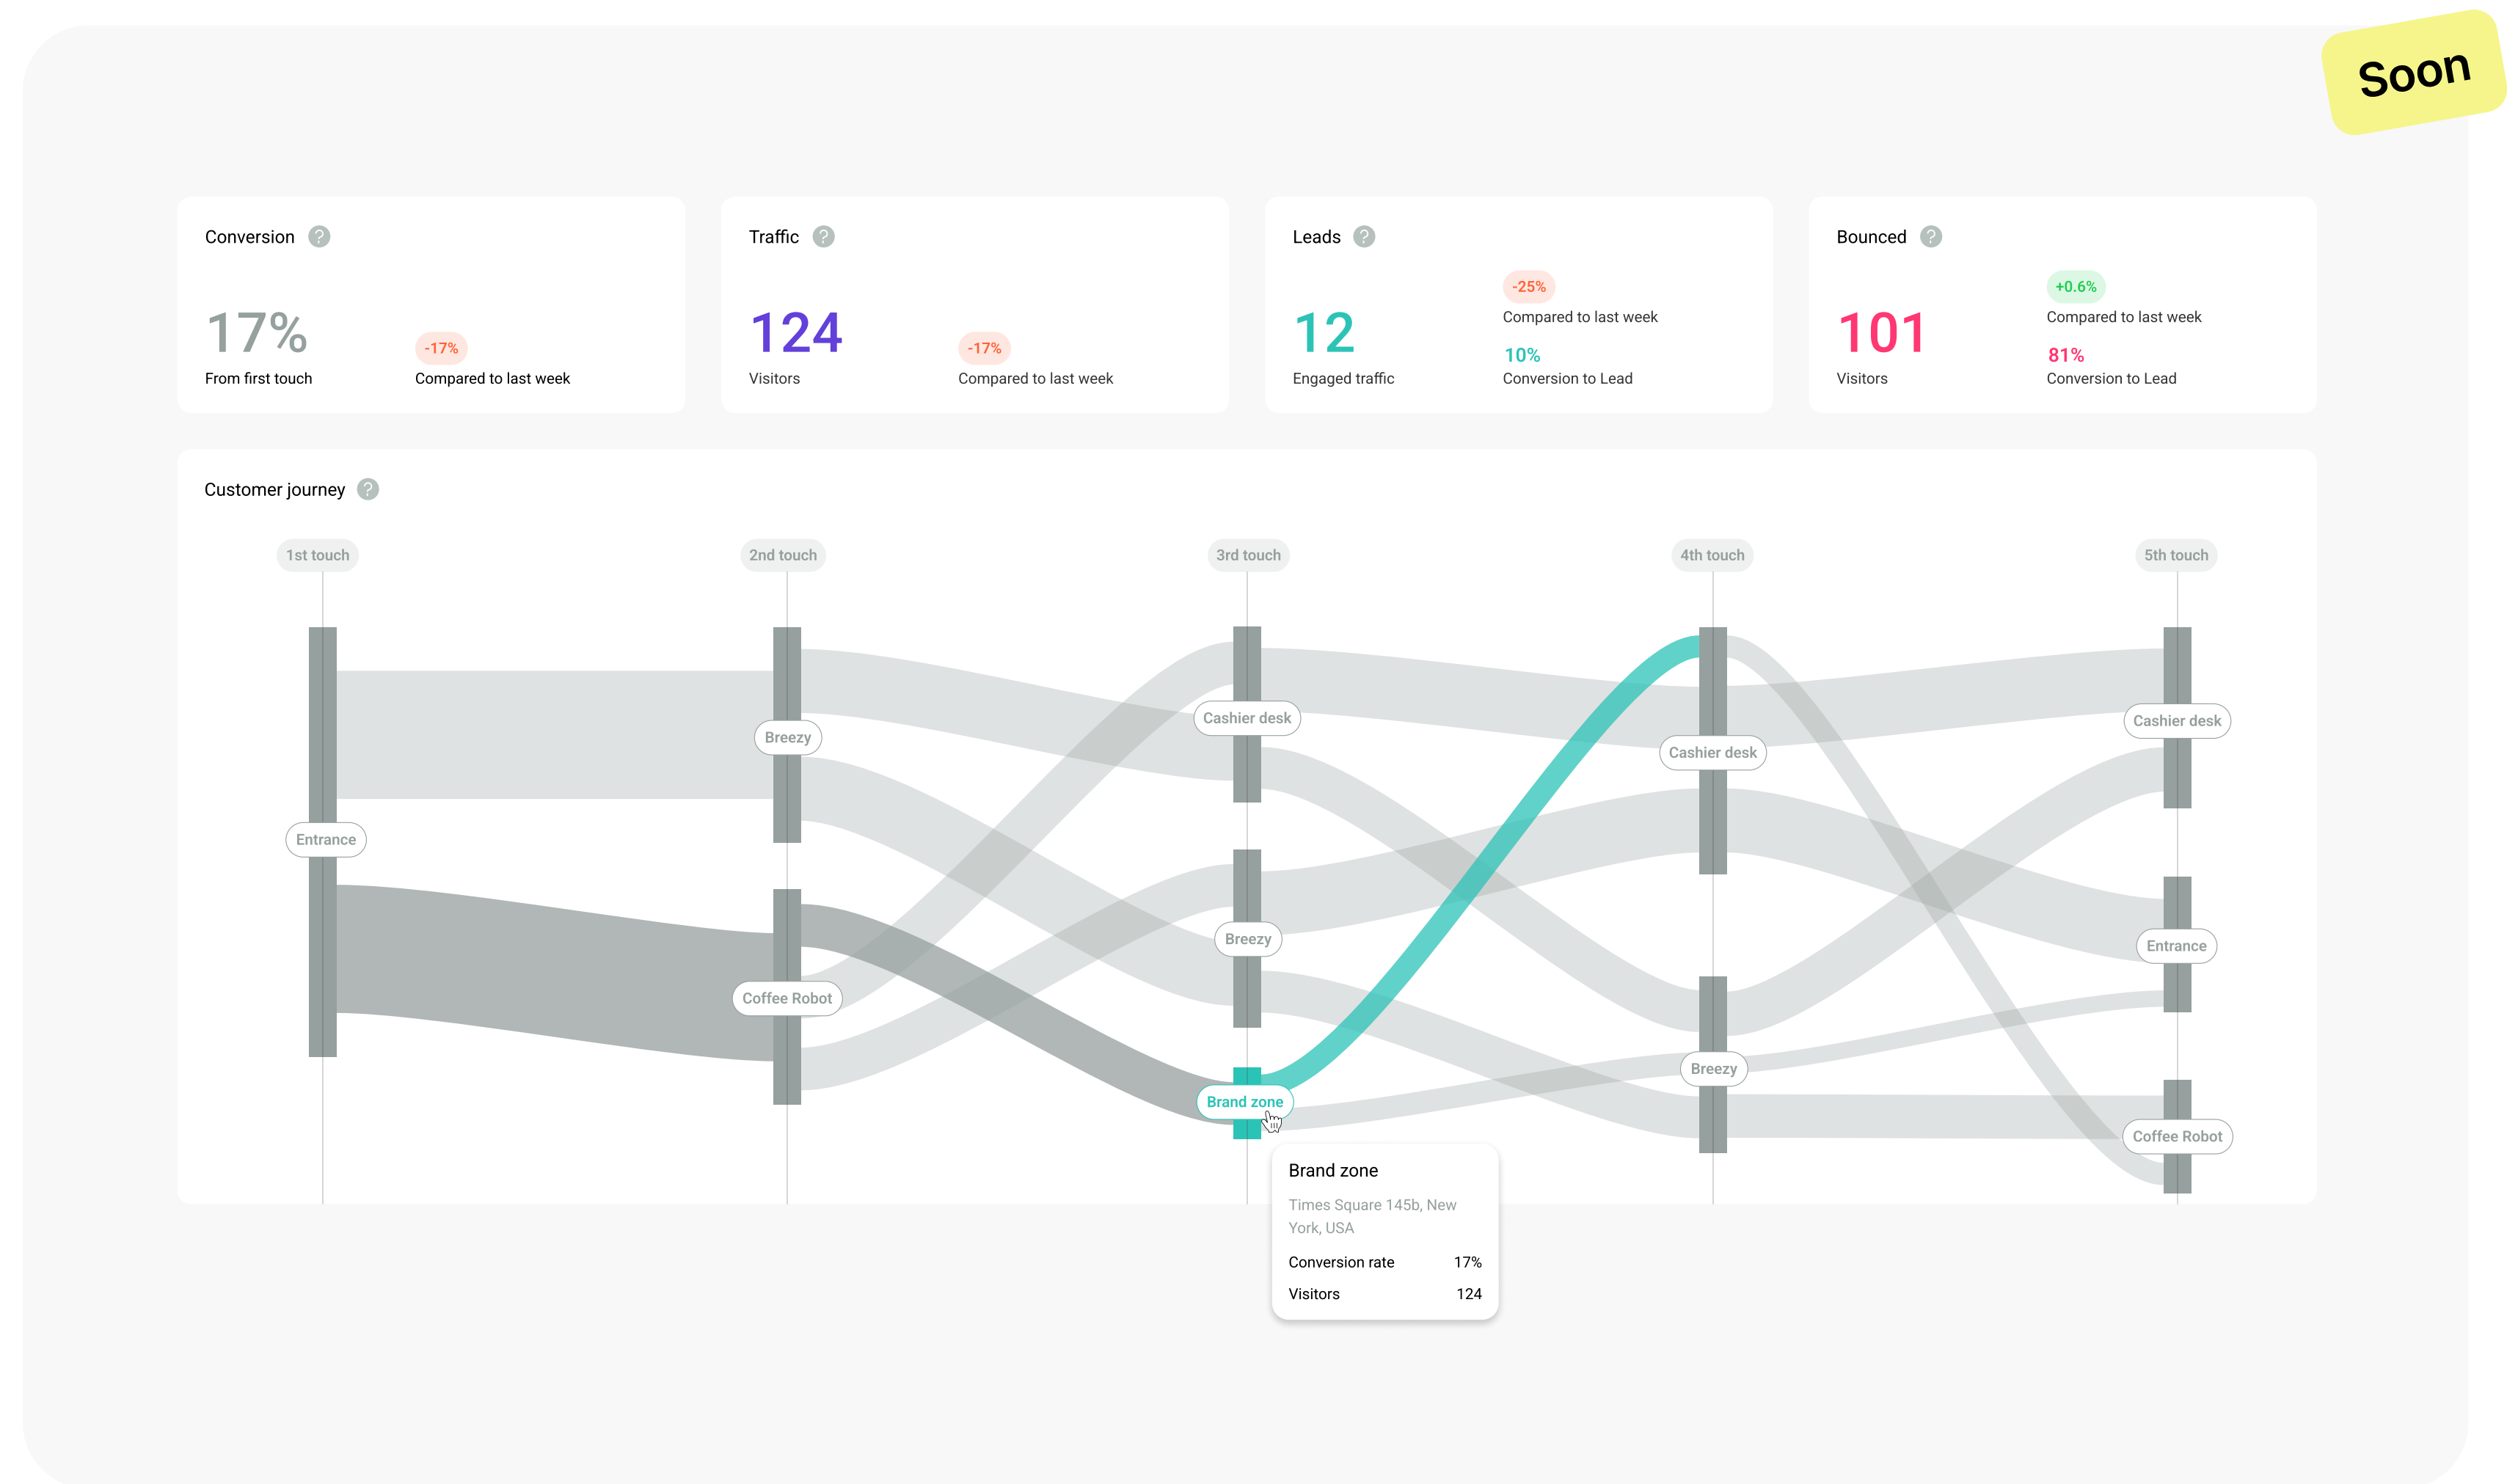 Soon
Conversion ?
17%
From first touch
-17%
Compared to last week
Traffic ?
124
Visitors
-17%
Compared to last week
Leads ?
12
Engaged traffic
-25%
Compared to last week
10%
Conversion to Lead
Bounced ?
101
Visitors
+0.6%
Compared to last week
81%
Conversion to Lead
Customer journey ?
1st touch
2nd touch
3rd touch
4th touch
5th touch
Entrance
Breezy
Coffee Robot
Cashier desk
Breezy
Brand zone
Cashier desk
Breezy
Cashier desk
Entrance
Coffee Robot
Brand zone
Times Square 145b, New
York, USA
Conversion rate 17%
Visitors 124